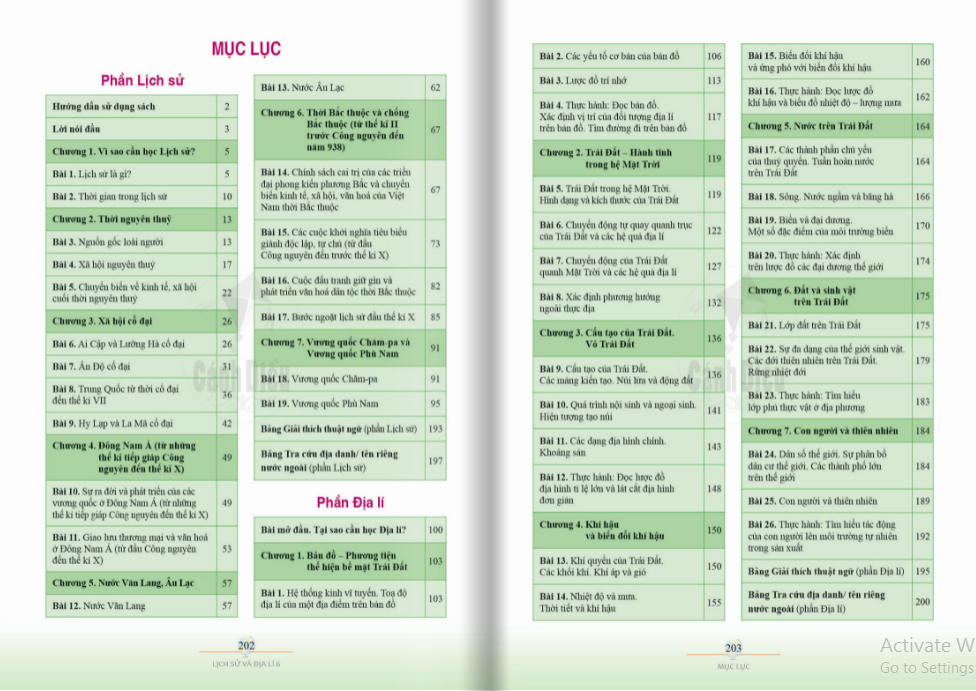 MỤC LỤC
Phần Lịch sử
Hướng dẫn sử dụng sách 2
Lời nói đầu 3
Chương 1. Vì sao cần học Lịch sử? 5
Bài 1. Lịch sử là gì? 5
Bài 2. Thời gian trong lịch sử 10
Chương 2. Thời nguyên thuỷ 13
Bài 3. Nguồn gốc loài người 13
Bài 4. Xã hội nguyên thuỷ 17
Bài 5. Chuyển biến về kinh tế, xã hội
cuối thời nguyên thuỷ 22
Chương 3. Xã hội cổ đại 26
Bài 6. Ai Cập và Lưỡng Hà cổ đại 26
Bài 7. Ấn Độ cổ đại 31
Bài 8. Trung Quốc từ thời cổ đại
đến thế kỉ VII 36
Bài 9. Hy Lạp và La Mã cổ đại 42
Chương 4. Đông Nam Á (từ những
thế kỉ tiếp giáp Công
nguyên đến thế kỉ X) 49
Bài 10. Sự ra đời và phát triển của các
vương quốc ở Đông Nam Á (từ những
thế kỉ tiếp giáp Công nguyên đến thế kỉ X) 49
Bài 11. Giao lưu thương mại và văn hoá
ở Đông Nam Á (từ đầu Công nguyên
đến thế kỉ X) 53
Chương 5. Nước Văn Lang, Âu Lạc 57
Bài 12. Nước Văn Lang 57
Bài 13. Nước Âu Lạc 62
Chương 6. Thời Bắc thuộc và chống
Bắc thuộc (từ thế kỉ II
trước Công nguyên đến
năm 938) 67
Bài 14. Chính sách cai trị của các triều
đại phong kiến phương Bắc và chuyển
biến kinh tế, xã hội, văn hoá của Việt
Nam thời Bắc thuộc 67
Bài 15. Các cuộc khởi nghĩa tiêu biểu
giành độc lập, tự chủ (từ đầu
Công nguyên đến trước thế kỉ X) 73
Bài 16. Cuộc đấu tranh giữ gìn và
phát triển văn hoá dân tộc thời Bắc thuộc 82
Bài 17. Bước ngoặt lịch sử đầu thế kỉ X 85
Chương 7. Vương quốc Chăm-pa và
Vương quốc Phù Nam 91
Bài 18. Vương quốc Chăm-pa 91
Bài 19. Vương quốc Phù Nam 95
Bảng Giải thích thuật ngữ (phần Lịch sử) 193
Bảng Tra cứu địa danh/ tên riêng
nước ngoài (phần Lịch sử) 197
Phần Địa lí
Bài mở đầu. Tại sao cần học Địa lí? 100
Chương 1. Bản đồ – Phương tiện
thể hiện bề mặt Trái Đất 103
Bài 1. Hệ thống kinh vĩ tuyến. Toạ độ
địa lí của một địa điểm trên bản đồ 103
202
LỊCH SỬ VÀ ĐỊA LÍ 6
Bài 2. Các yếu tố cơ bản của bản đồ 106
Bài 3. Lược đồ trí nhớ 113
Bài 4. Thực hành: Đọc bản đồ.
Xác định vị trí của đối tượng địa lí
trên bản đồ. Tìm đường đi trên bản đồ 117
Chương 2. Trái Đất – Hành tinh
trong hệ Mặt Trời 119
Bài 5. Trái Đất trong hệ Mặt Trời.
Hình dạng và kích thước của Trái Đất 119
Bài 6. Chuyển động tự quay quanh trục
của Trái Đất và các hệ quả địa lí 122
Bài 7. Chuyển động của Trái Đất
quanh Mặt Trời và các hệ quả địa lí 127
Bài 8. Xác định phương hướng
ngoài thực địa 132
Chương 3. Cấu tạo của Trái Đất.
Vỏ Trái Đất 136
Bài 9. Cấu tạo của Trái Đất.
Các mảng kiến tạo. Núi lửa và động đất 136
Bài 10. Quá trình nội sinh và ngoại sinh.
Hiện tượng tạo núi 141
Bài 11. Các dạng địa hình chính.
Khoáng sản 143
Bài 12. Thực hành: Đọc lược đồ
địa hình tỉ lệ lớn và lát cắt địa hình
đơn giản 148
Chương 4. Khí hậu
và biến đổi khí hậu 150
Bài 13. Khí quyển của Trái Đất.
Các khối khí. Khí áp và gió 150
Bài 14. Nhiệt độ và mưa.
Thời tiết và khí hậu 155
Bài 15. Biến đổi khí hậu
và ứng phó với biến đổi khí hậu 160
Bài 16. Thực hành: Đọc lược đồ
khí hậu và biểu đồ nhiệt độ – lượng mưa 162
Chương 5. Nước trên Trái Đất 164
Bài 17. Các thành phần chủ yếu
của thuỷ quyển. Tuần hoàn nước
trên Trái Đất 164
Bài 18. Sông. Nước ngầm và băng hà 166
Bài 19. Biển và đại dương.
Một số đặc điểm của môi trường biển 170
Bài 20. Thực hành: Xác định
trên lược đồ các đại dương thế giới 174
Chương 6. Đất và sinh vật
trên Trái Đất 175
Bài 21. Lớp đất trên Trái Đất 175
Bài 22. Sự đa dạng của thế giới sinh vật.
Các đới thiên nhiên trên Trái Đất.
Rừng nhiệt đới 179
Bài 23. Thực hành: Tìm hiểu
lớp phủ thực vật ở địa phương 183
Chương 7. Con người và thiên nhiên 184
Bài 24. Dân số thế giới. Sự phân bố
dân cư thế giới. Các thành phố lớn
trên thế giới 184
Bài 25. Con người và thiên nhiên 189
Bài 26. Thực hành: Tìm hiểu tác động
của con người lên môi trường tự nhiên
trong sản xuất 192
Bảng Giải thích thuật ngữ (phần Địa lí) 195
Bảng Tra cứu địa danh/ tên riêng
nước ngoài (phần Địa lí) 200
203
MỤC LỤC
Cánh Diều
Cánh Diều
Activate W
Go to Settings